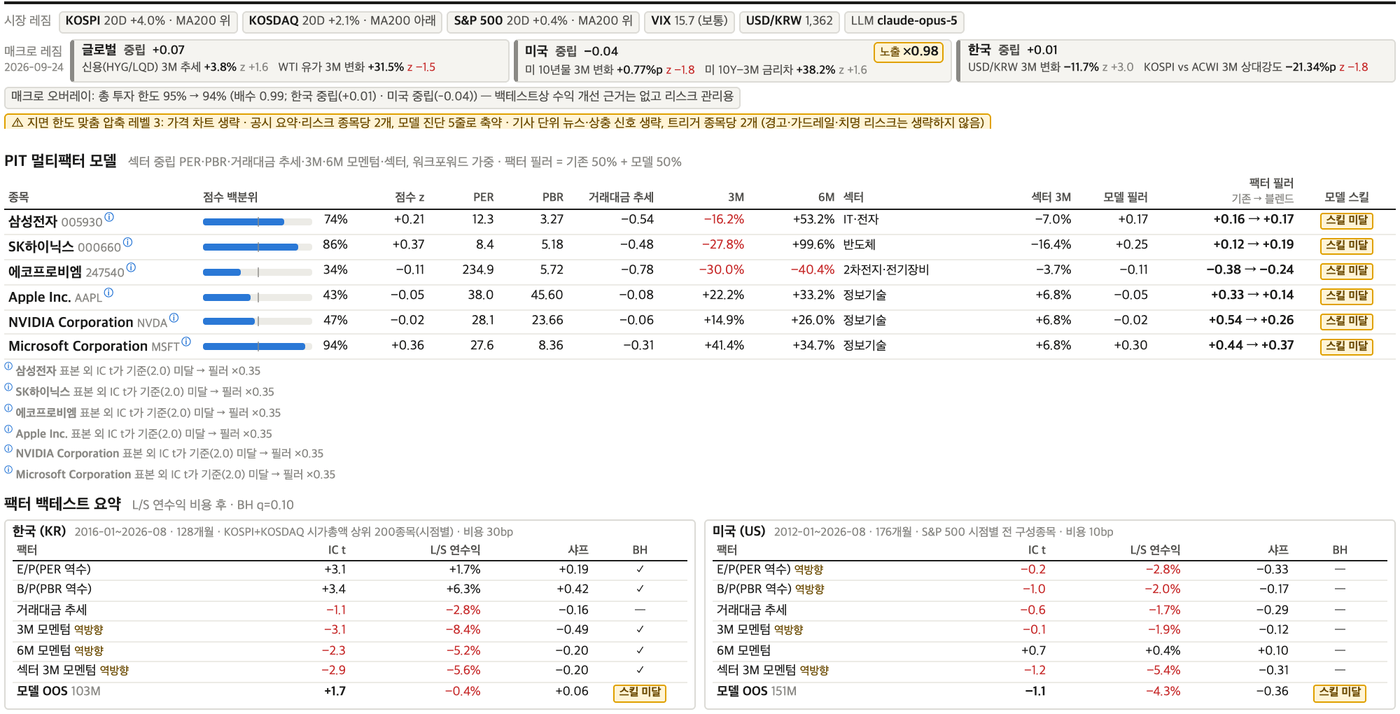 시장 레짐 KOSPI 20D +4.0% · MA200 위 KOSDAQ 20D +2.1% · MA200 아래 S&P 500 20D +0.4% · MA200 위 VIX 15.7 (보통) USD/KRW 1,362 LLM claude-opus-5
매크로 레짐 2026-09-24
글로벌 중립 +0.07
신용(HYG/LQD) 3M 추세 +3.8% z +1.6 WTI 유가 3M 변화 +31.5% z −1.5
미국 중립 −0.04 노출 ×0.98
미 10년물 3M 변화 +0.77%p z −1.8 미 10Y−3M 금리차 +38.2% z +1.6
한국 중립 +0.01
USD/KRW 3M 변화 −11.7% z +3.0 KOSPI vs ACWI 3M 상대강도 −21.34%p z −1.8
매크로 오버레이: 총 투자 한도 95% → 94% (배수 0.99; 한국 중립(+0.01) · 미국 중립(−0.04)) — 백테스트상 수익 개선 근거는 없고 리스크 관리용
⚠ 지면 한도 맞춤 압축 레벨 3: 가격 차트 생략 · 공시 요약·리스크 종목당 2개, 모델 진단 5줄로 축약 · 기사 단위 뉴스·상충 신호 생략, 트리거 종목당 2개 (경고·가드레일·치명 리스크는 생략하지 않음)
PIT 멀티팩터 모델 섹터 중립 PER·PBR·거래대금 추세·3M·6M 모멘텀·섹터, 워크포워드 가중 · 팩터 필러 = 기존 50% + 모델 50%
종목 점수 백분위 점수 z PER PBR 거래대금 추세 3M 6M 섹터 섹터 3M 모델 필러 팩터 필러 기존 → 블렌드 모델 스킬
삼성전자 005930 ⓘ 74% +0.21 12.3 3.27 −0.54 −16.2% +53.2% IT·전자 −7.0% +0.17 +0.16 → +0.17 스킬 미달
SK하이닉스 000660 ⓘ 86% +0.37 8.4 5.18 −0.48 −27.8% +99.6% 반도체 −16.4% +0.25 +0.12 → +0.19 스킬 미달
에코프로비엠 247540 ⓘ 34% −0.11 234.9 5.72 −0.78 −30.0% −40.4% 2차전지·전기장비 −3.7% −0.11 −0.38 → −0.24 스킬 미달
Apple Inc. AAPL ⓘ 43% −0.05 38.0 45.60 −0.08 +22.2% +33.2% 정보기술 +6.8% −0.05 +0.33 → +0.14 스킬 미달
NVIDIA Corporation NVDA ⓘ 47% −0.02 28.1 23.66 −0.06 +14.9% +26.0% 정보기술 +6.8% −0.02 +0.54 → +0.26 스킬 미달
Microsoft Corporation MSFT ⓘ 94% +0.36 27.6 8.36 −0.31 +41.4% +34.7% 정보기술 +6.8% +0.30 +0.44 → +0.37 스킬 미달
ⓘ 삼성전자 표본 외 IC t가 기준(2.0) 미달 → 필러 ×0.35
ⓘ SK하이닉스 표본 외 IC t가 기준(2.0) 미달 → 필러 ×0.35
ⓘ 에코프로비엠 표본 외 IC t가 기준(2.0) 미달 → 필러 ×0.35
ⓘ Apple Inc. 표본 외 IC t가 기준(2.0) 미달 → 필러 ×0.35
ⓘ NVIDIA Corporation 표본 외 IC t가 기준(2.0) 미달 → 필러 ×0.35
ⓘ Microsoft Corporation 표본 외 IC t가 기준(2.0) 미달 → 필러 ×0.35
팩터 백테스트 요약 L/S 연수익 비용 후 · BH q=0.10
한국 (KR) 2016-01~2026-08 · 128개월 · KOSPI+KOSDAQ 시가총액 상위 200종목(시점별) · 비용 30bp
팩터 IC t L/S 연수익 샤프 BH
E/P(PER 역수) +3.1 +1.7% +0.19 ✓
B/P(PBR 역수) +3.4 +6.3% +0.42 ✓
거래대금 추세 −1.1 −2.8% −0.16 —
3M 모멘텀 역방향 −3.1 −8.4% −0.49 ✓
6M 모멘텀 역방향 −2.3 −5.2% −0.20 ✓
섹터 3M 모멘텀 역방향 −2.9 −5.6% −0.20 ✓
모델 OOS 103M +1.7 −0.4% +0.06 스킬 미달
미국 (US) 2012-01~2026-08 · 176개월 · S&P 500 시점별 전 구성종목 · 비용 10bp
팩터 IC t L/S 연수익 샤프 BH
E/P(PER 역수) 역방향 −0.2 −2.8% −0.33 —
B/P(PBR 역수) 역방향 −1.0 −2.0% −0.17 —
거래대금 추세 −0.6 −1.7% −0.29 —
3M 모멘텀 역방향 −0.1 −1.9% −0.12 —
6M 모멘텀 +0.7 +0.4% +0.10 —
섹터 3M 모멘텀 역방향 −1.2 −5.4% −0.31 —
모델 OOS 151M −1.1 −4.3% −0.36 스킬 미달